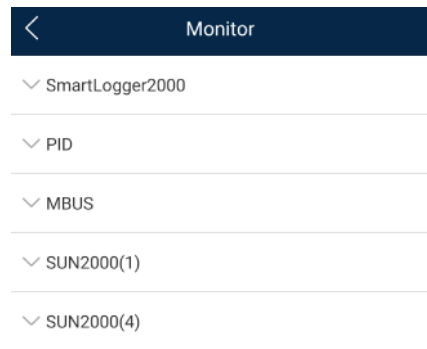 Monitor
SmartLogger2000
PID
MBUS
SUN2000(1)
SUN2000(4)